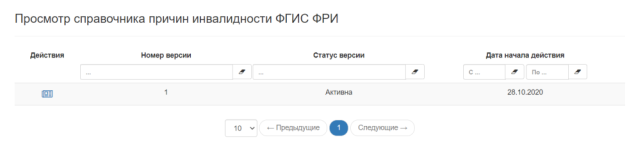 Просмотр справочника причин инвалидности ФГИС ФРИ
Действия Номер версии Статус версии Дата начала действия
... ... С ... По ...
1 Активна 28.10.2020
10 ← Предыдущие 1 Следующие →